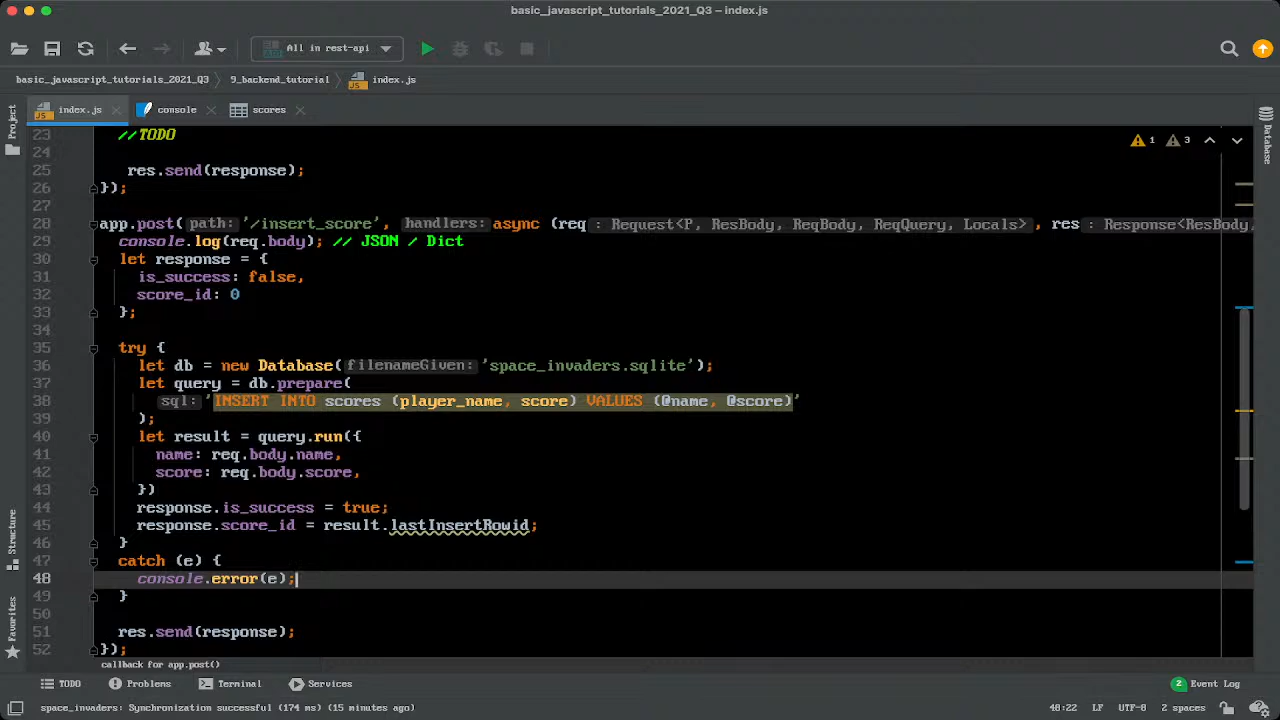 basic_javascript_tutorials_2021_Q3 – index.js
All in rest-api
basic_javascript_tutorials_2021_Q3 〉 9_backend_tutorial 〉 index.js
index.js console scores
Project
Database
Structure
Favorites
1 3
23 //TODO
24
25 res.send(response);
26 });
27
28 app.post( path: '/insert_score', handlers: async (req : Request<P, ResBody, ReqBody, ReqQuery, Locals> , res : Response<ResBody,
29 console.log(req.body); // JSON / Dict
30 let response = {
31 is_success: false,
32 score_id: 0
33 };
34
35 try {
36 let db = new Database( filenameGiven: 'space_invaders.sqlite');
37 let query = db.prepare(
38 sql: 'INSERT INTO scores (player_name, score) VALUES (@name, @score)'
39 );
40 let result = query.run({
41 name: req.body.name,
42 score: req.body.score,
43 })
44 response.is_success = true;
45 response.score_id = result.lastInsertRowid;
46 }
47 catch (e) {
48 console.error(e);
49 }
50
51 res.send(response);
52 });
callback for app.post()
TODO Problems Terminal Services 2 Event Log
space_invaders: Synchronization successful (174 ms) (15 minutes ago) 48:22 LF UTF-8 2 spaces